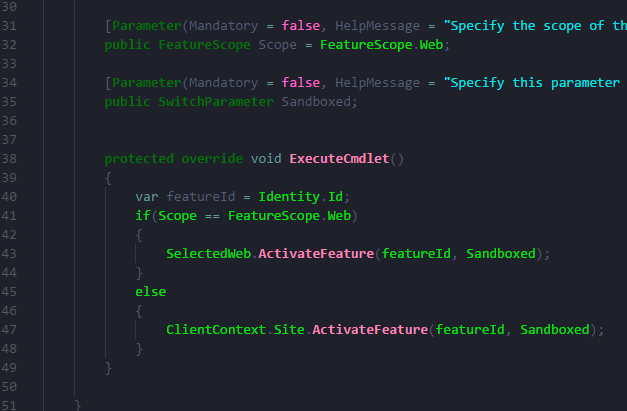 30
31 [Parameter(Mandatory = false, HelpMessage = "Specify the scope of th
32 public FeatureScope Scope = FeatureScope.Web;
33
34 [Parameter(Mandatory = false, HelpMessage = "Specify this parameter
35 public SwitchParameter Sandboxed;
36
37
38 protected override void ExecuteCmdlet()
39 {
40 var featureId = Identity.Id;
41 if(Scope == FeatureScope.Web)
42 {
43 SelectedWeb.ActivateFeature(featureId, Sandboxed);
44 }
45 else
46 {
47 ClientContext.Site.ActivateFeature(featureId, Sandboxed);
48 }
49 }
50
51 }